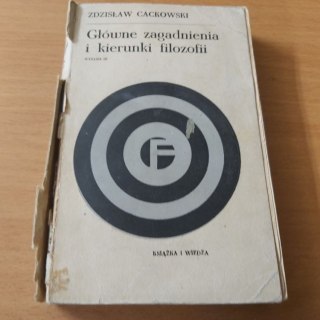 ZDZISŁAW CACKOWSKI
Główne zagadnienia
i kierunki filozofii
F
KSIĄŻKA I WIEDZA